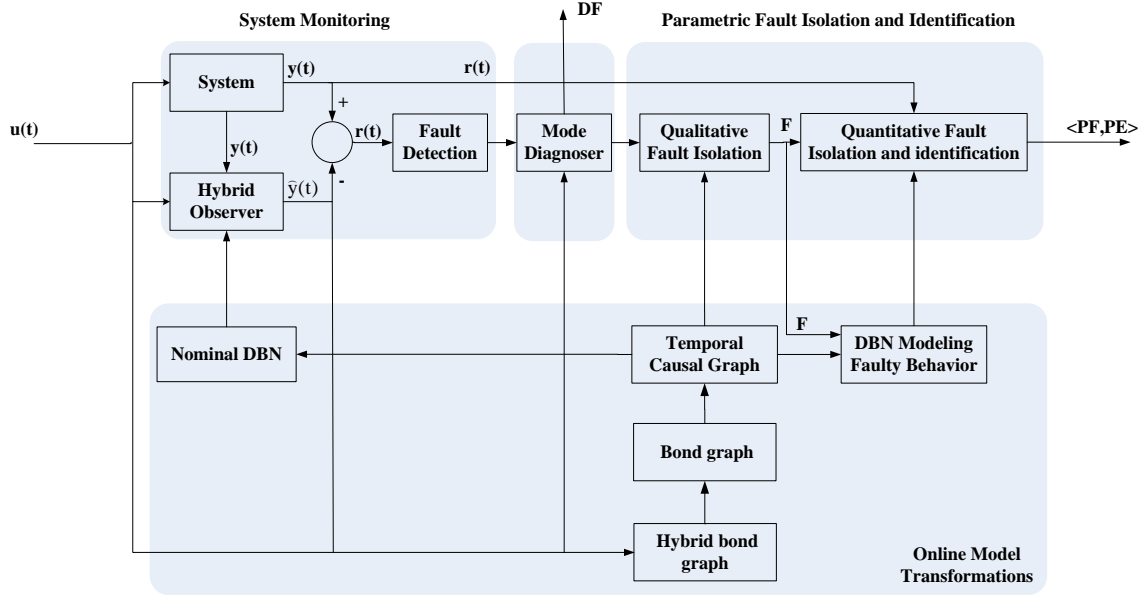 System Monitoring
DF
Parametric Fault Isolation and Identification
u(t)
System
y(t)
r(t)
+
y(t)
-
r(t)
Fault
Detection
Mode
Diagnoser
Qualitative
Fault Isolation
F
Quantitative Fault
Isolation and identification
<PF,PE>
Hybrid
Observer
ŷ(t)
Nominal DBN
Temporal
Causal Graph
F
DBN Modeling
Faulty Behavior
Bond graph
Hybrid bond
graph
Online Model
Transformations